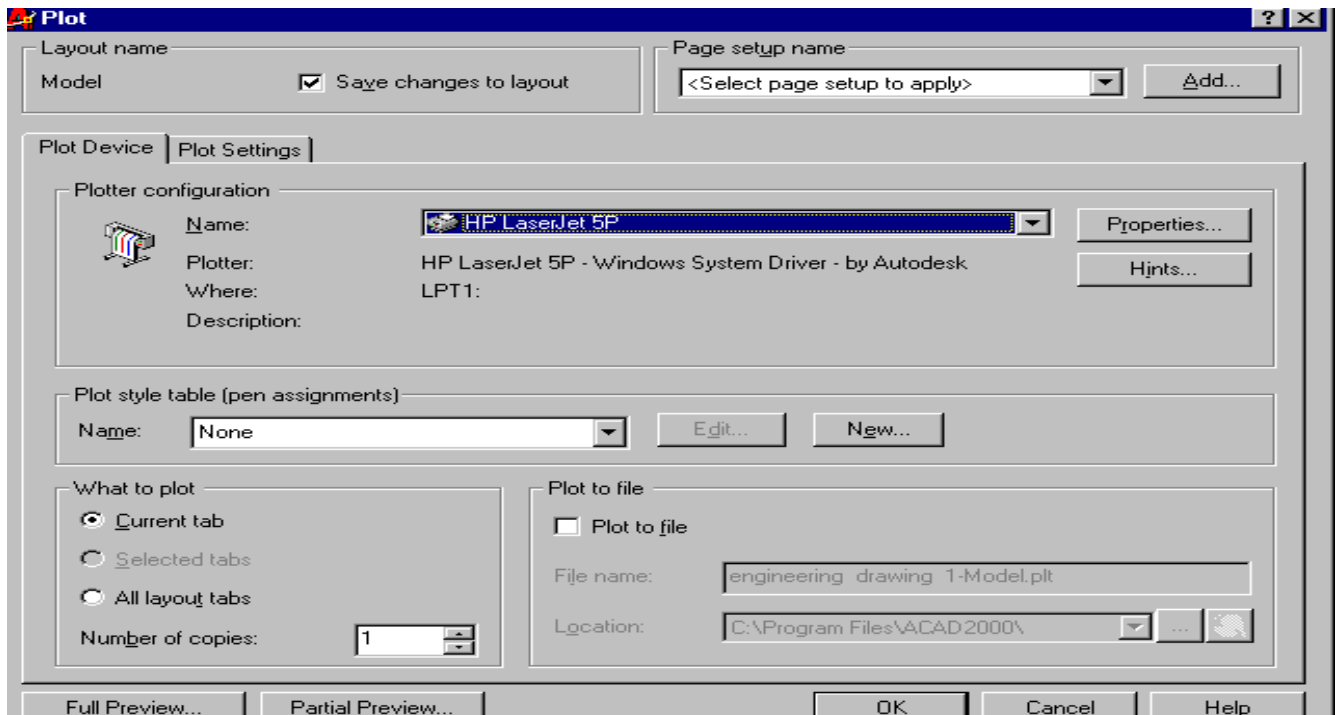 Plot
Layout name
Model Save changes to layout
Page setup name
<Select page setup to apply> Add...
Plot Device Plot Settings
Plotter configuration
Name: HP LaserJet 5P Properties...
Plotter: HP LaserJet 5P - Windows System Driver - by Autodesk Hints...
Where: LPT1:
Description:
Plot style table (pen assignments)
Name: None Edit... New...
What to plot
Current tab
Selected tabs
All layout tabs
Number of copies: 1
Plot to file
Plot to file
File name: engineering drawing 1-Model.plt
Location: C:\Program Files\ACAD2000\ ...
Full Preview... Partial Preview... OK Cancel Help